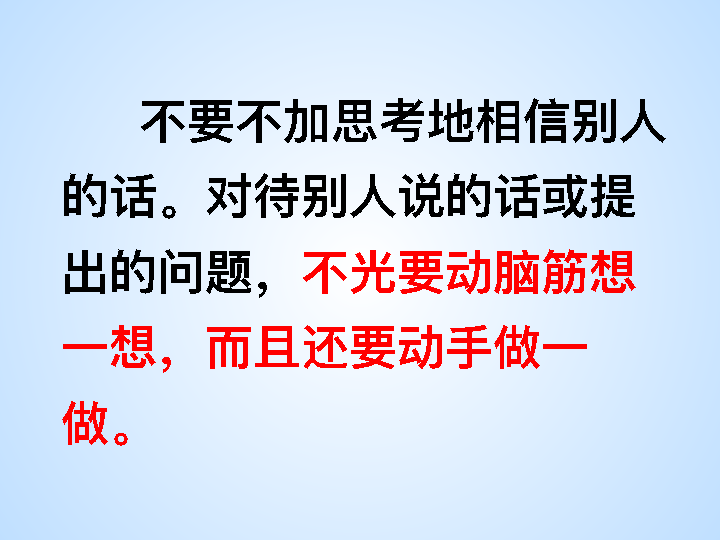 不要不加思考地相信别人
的话。对待别人说的话或提
出的问题，不光要动脑筋想
一想，而且还要动手做一
做。